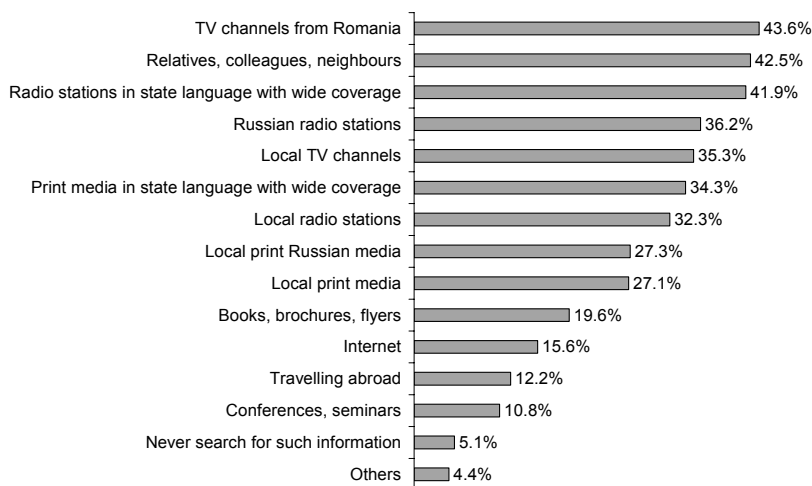 TV channels from Romania 43.6%
Relatives, colleagues, neighbours 42.5%
Radio stations in state language with wide coverage 41.9%
Russian radio stations 36.2%
Local TV channels 35.3%
Print media in state language with wide coverage 34.3%
Local radio stations 32.3%
Local print Russian media 27.3%
Local print media 27.1%
Books, brochures, flyers 19.6%
Internet 15.6%
Travelling abroad 12.2%
Conferences, seminars 10.8%
Never search for such information 5.1%
Others 4.4%